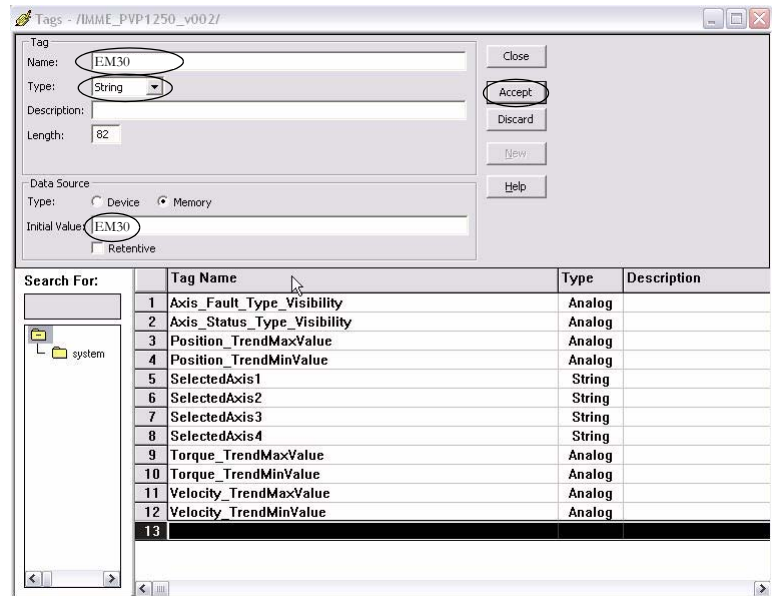 Tags - /IMME_PVP1250_v002/
Tag
Name: EM30
Type: String
Description:
Length: 82
Close
Accept
Discard
New
Help
Data Source
Type: Device Memory
Initial Value: EM30
Retentive
Search For:
system
Tag Name Type Description
1 Axis_Fault_Type_Visibility Analog
2 Axis_Status_Type_Visibility Analog
3 Position_TrendMaxValue Analog
4 Position_TrendMinValue Analog
5 SelectedAxis1 String
6 SelectedAxis2 String
7 SelectedAxis3 String
8 SelectedAxis4 String
9 Torque_TrendMaxValue Analog
10 Torque_TrendMinValue Analog
11 Velocity_TrendMaxValue Analog
12 Velocity_TrendMinValue Analog
13